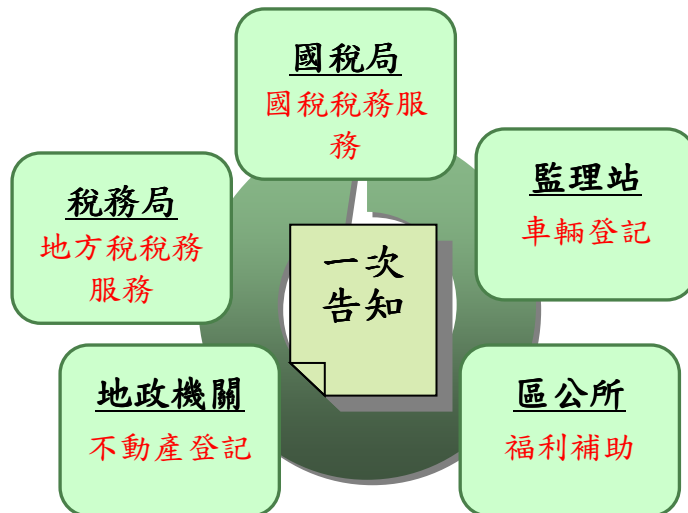 國稅局
國稅稅務服
務
監理站
車輛登記
稅務局
地方稅稅務
服務
一次
告知
地政機關
不動產登記
區公所
福利補助